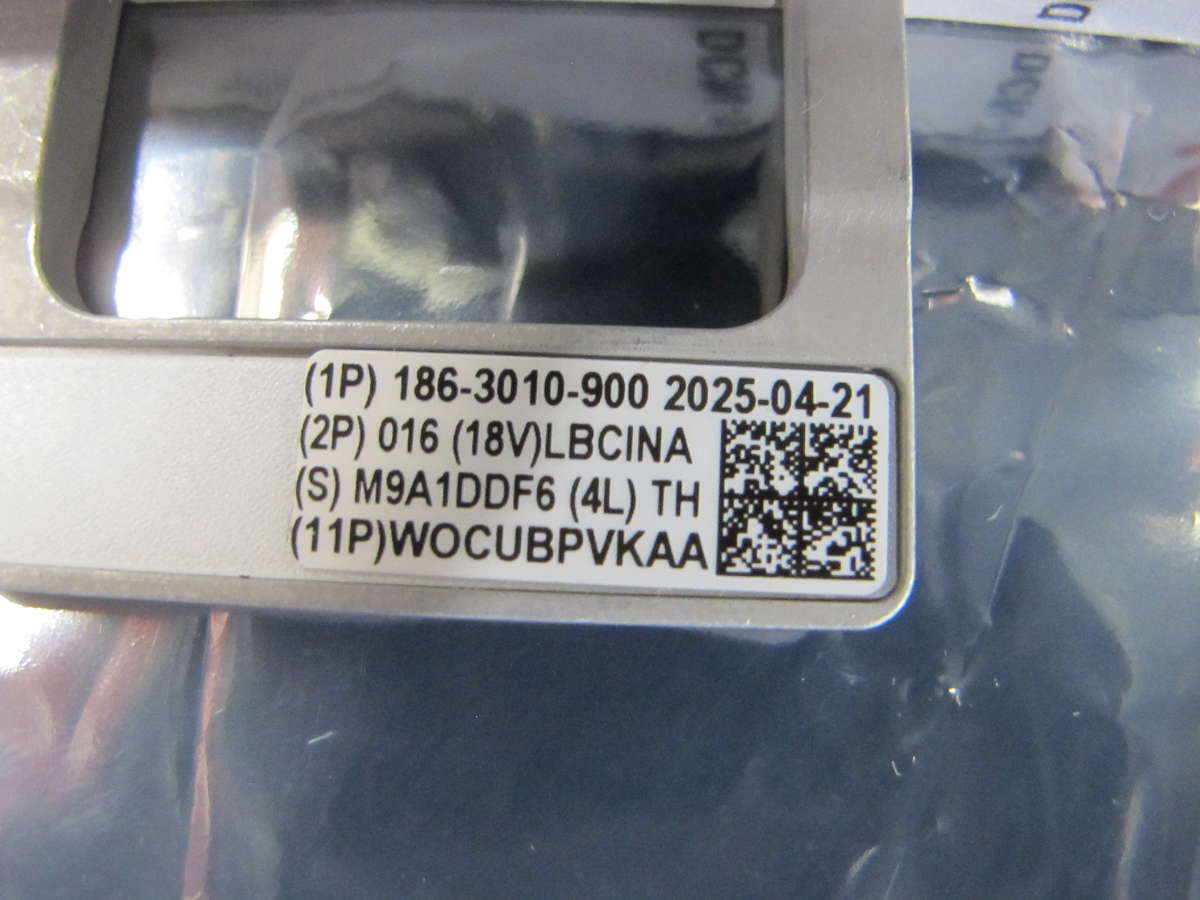 (1P) 186-3010-900 2025-04-21
(2P) 016 (18V)LBCINA
(S) M9A1DDF6 (4L) TH
(11P)WOCUBPVKAA